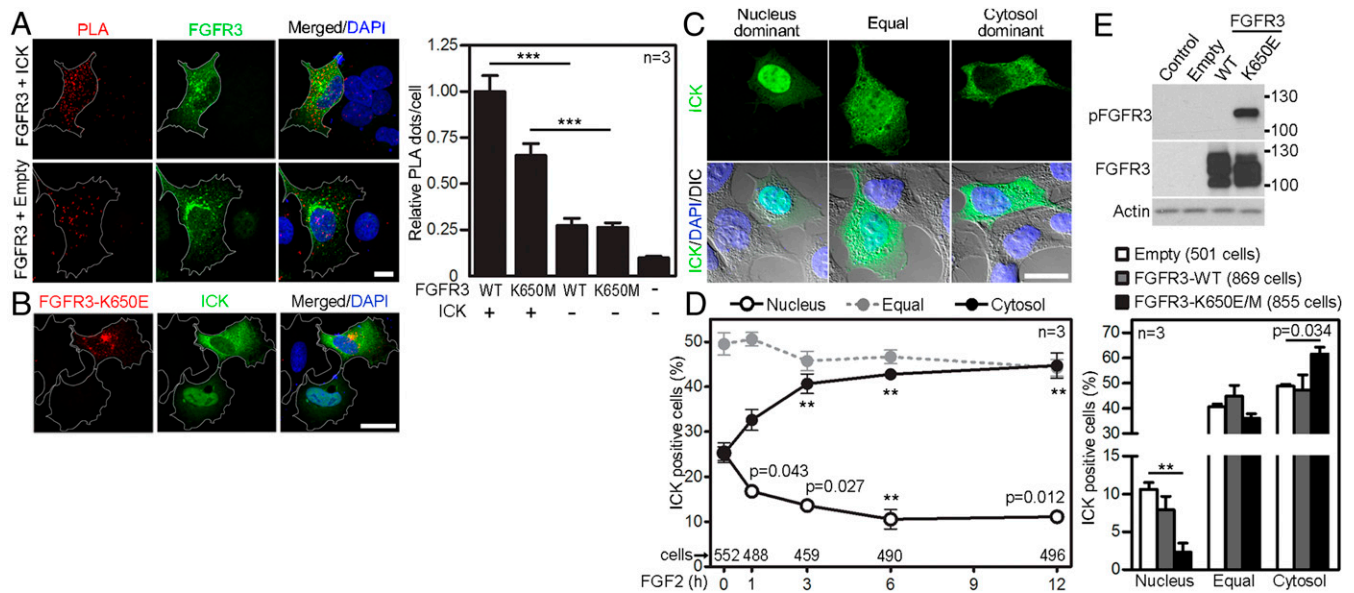 A
PLA
FGFR3
Merged/DAPI
FGFR3 + ICK
FGFR3 + Empty
Relative PLA dots/cell
1.25
1.00
0.75
0.50
0.25
0
***
***
n=3
FGFR3 WT K650M WT K650M -
ICK + + - - -
B
FGFR3-K650E
ICK
Merged/DAPI
C
Nucleus dominant
Equal
Cytosol dominant
ICK
ICK/DAPI/DIC
D
Nucleus
Equal
Cytosol
n=3
ICK positive cells (%)
60
50
40
30
20
10
0
**
**
**
p=0.043
p=0.027
**
p=0.012
cells 552 488 459 490 496
FGF2 (h) 0 1 3 6 9 12
E
FGFR3
Control
Empty
WT
K650E
pFGFR3
130
100
FGFR3
130
100
Actin
Empty (501 cells)
FGFR3-WT (869 cells)
FGFR3-K650E/M (855 cells)
n=3
p=0.034
ICK positive cells (%)
70
60
50
40
30
10
5
0
**
Nucleus Equal Cytosol